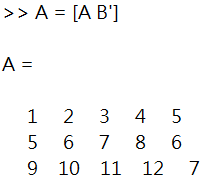 >> A = [A B']
A =
1 2 3 4 5
5 6 7 8 6
9 10 11 12 7